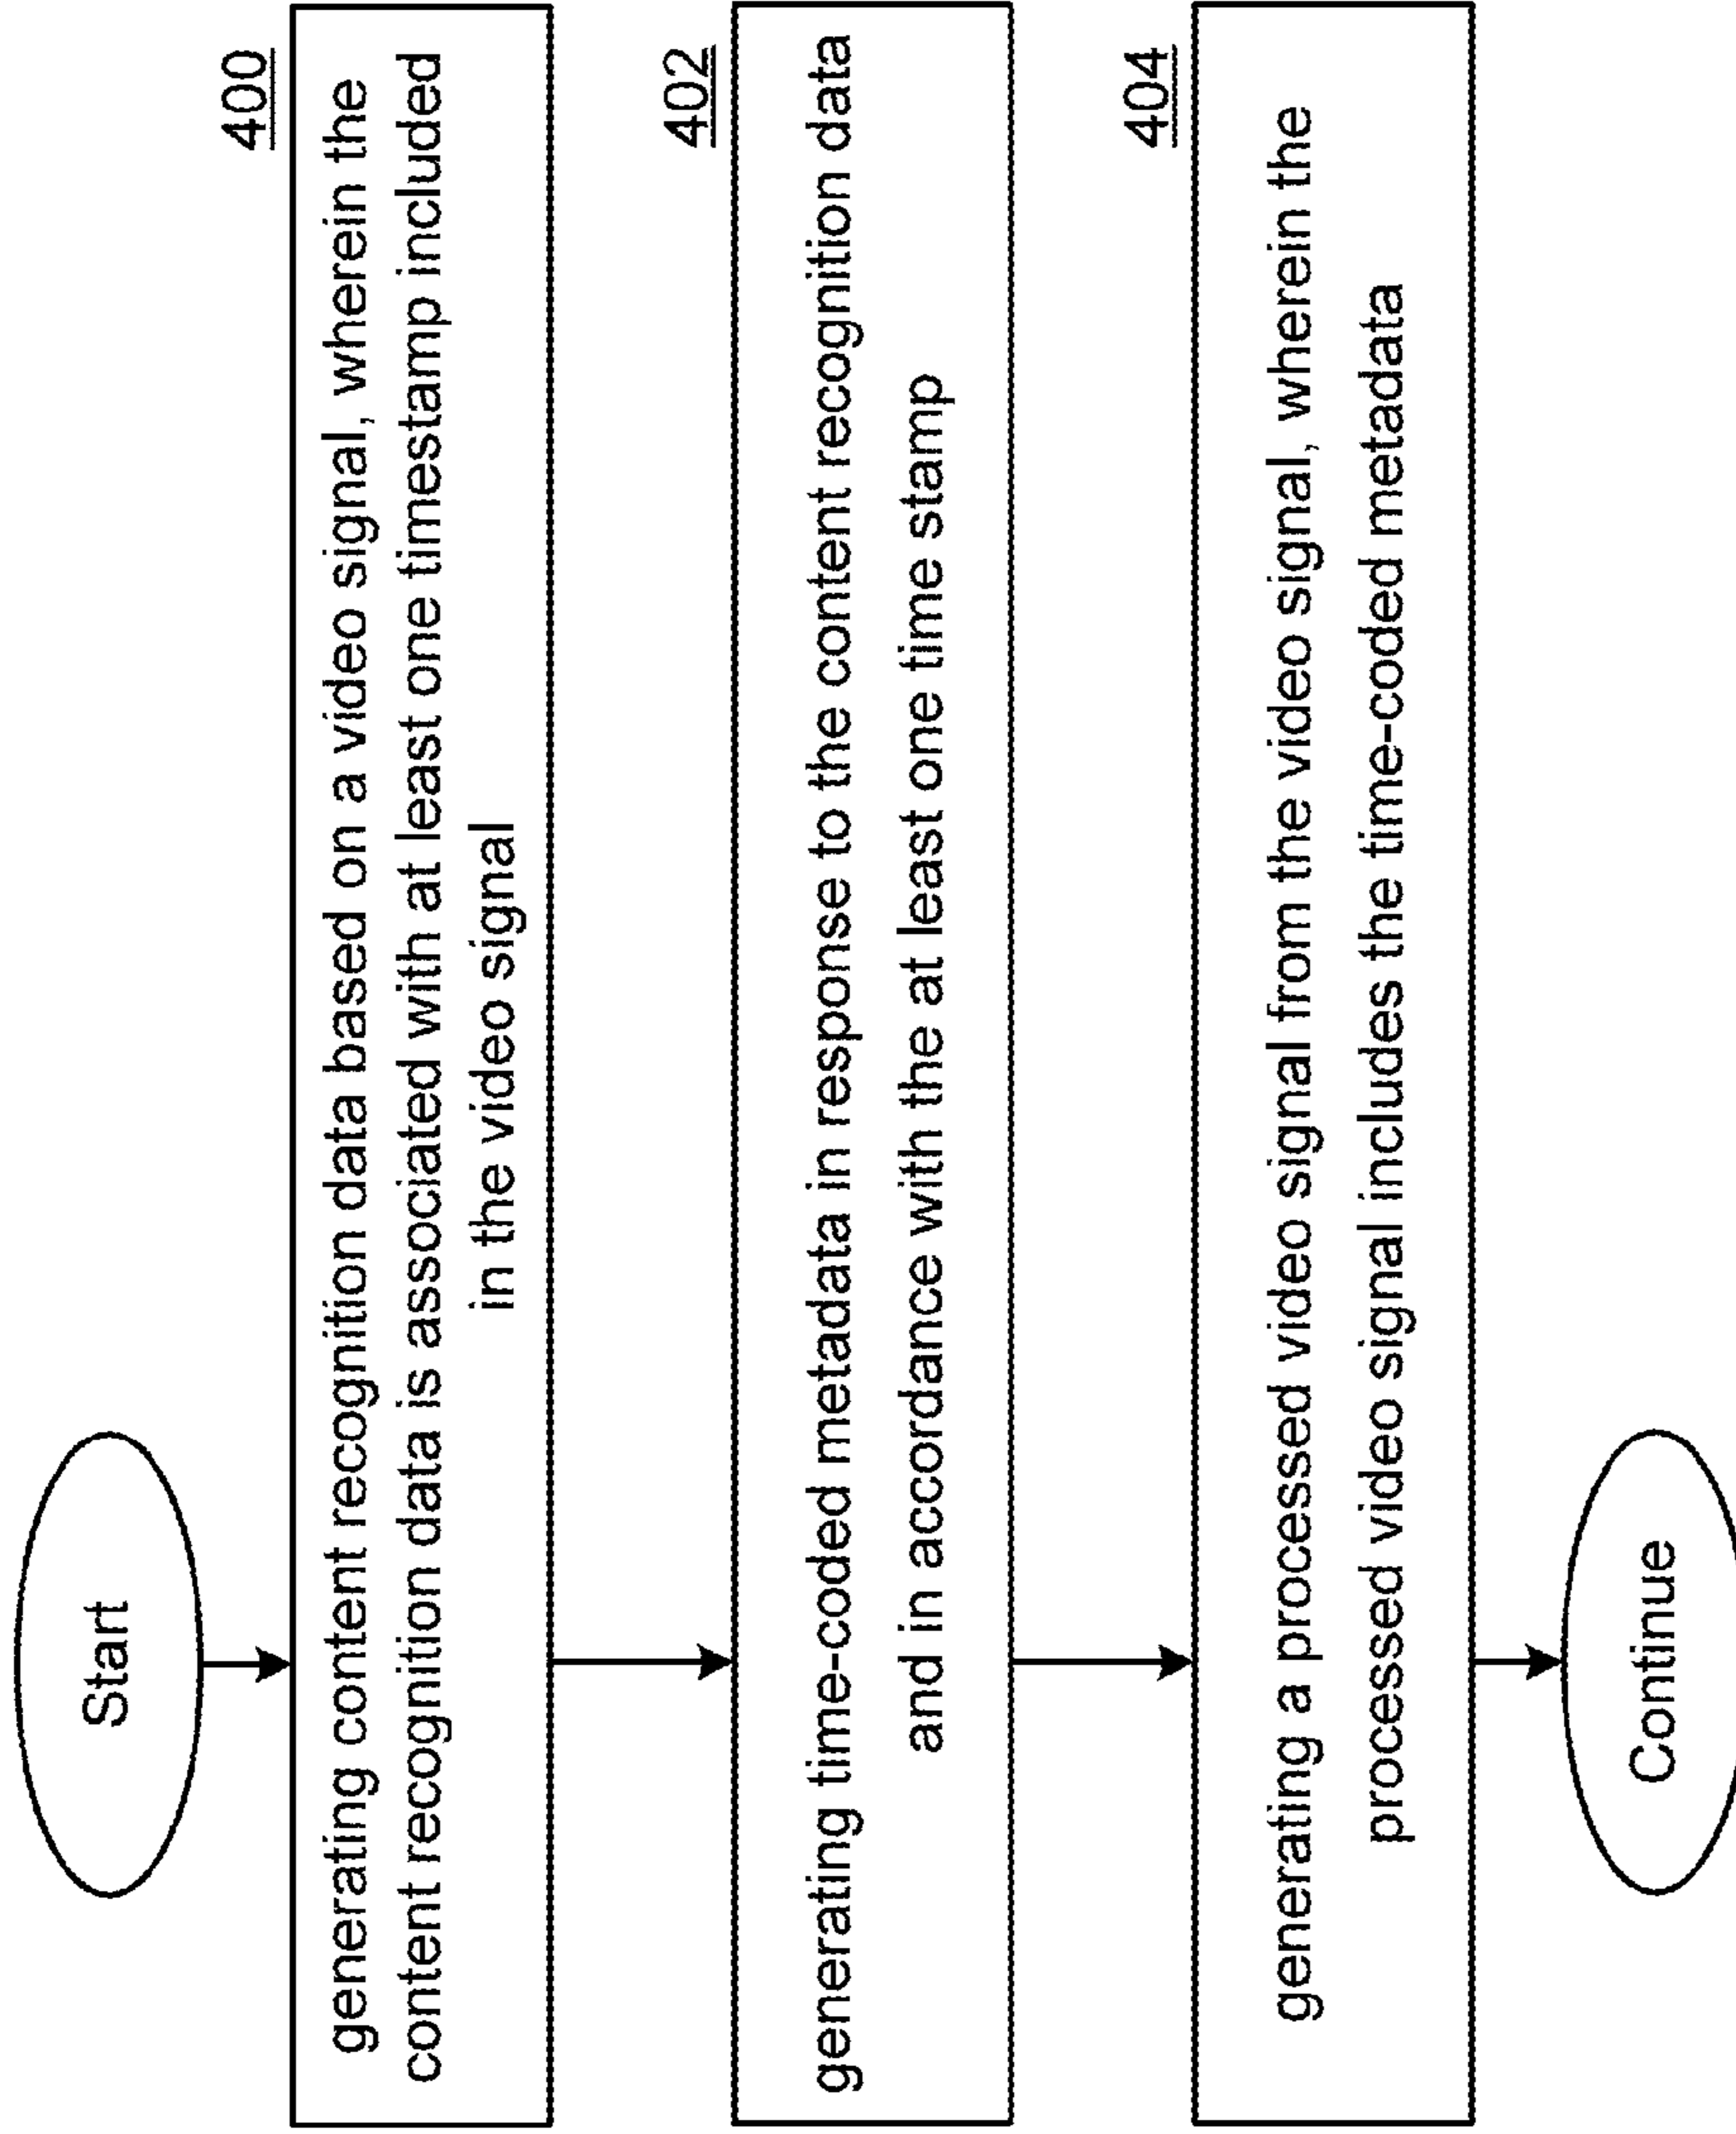 Start
400
generating content recognition data based on a video signal, wherein the
content recognition data is associated with at least one timestamp included
in the video signal
402
generating time-coded metadata in response to the content recognition data
and in accordance with the at least one time stamp
404
generating a processed video signal from the video signal, wherein the
processed video signal includes the time-coded metadata
Continue